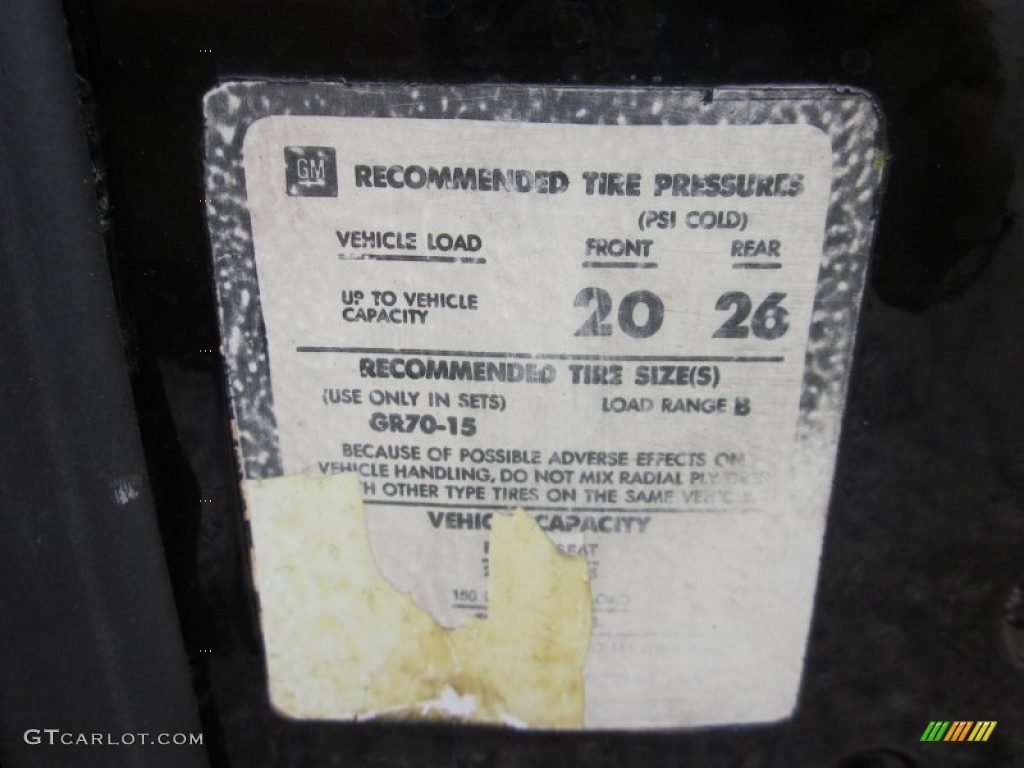 GM RECOMMENDED TIRE PRESSURES
(PSI COLD)
VEHICLE LOAD FRONT REAR
UP TO VEHICLE
CAPACITY
20 26
RECOMMENDED TIRE SIZE(S)
(USE ONLY IN SETS) LOAD RANGE B
GR70-15
BECAUSE OF POSSIBLE ADVERSE EFFECTS ON
VEHICLE HANDLING, DO NOT MIX RADIAL PLY TIRES
OTHER TYPE TIRES ON THE SAME VEHICLE
CAPACITY
150
GTCARLOT.COM